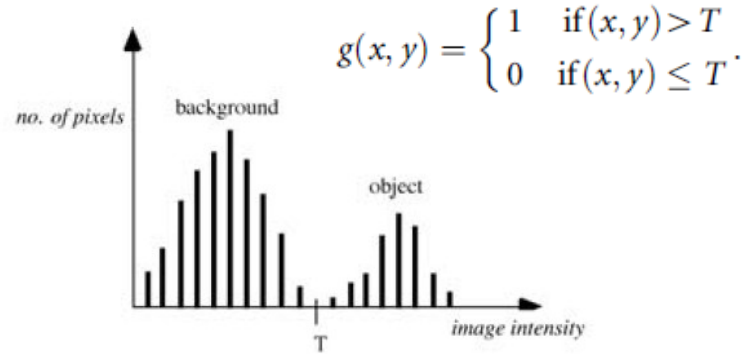 g(x, y) = { 1 if(x, y) > T
0 if(x, y) ≤ T .
background
no. of pixels
object
image intensity
T